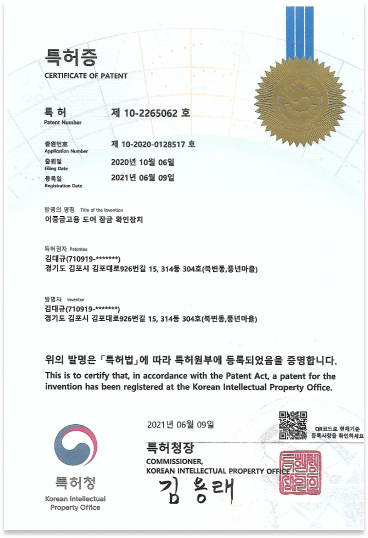 특허증
CERTIFICATE OF PATENT
특 허 제 10-2265062 호
Patent Number
출원번호 제 10-2020-0128517 호
Application Number
출원일 2020년 10월 06일
Filing Date
등록일 2021년 06월 09일
Registration Date
발명의 명칭 Title of the Invention
이중금고용 도어 잠금 확인장치
특허권자 Patentee
김대규(710919-*******)
경기도 김포시 김포대로926번길 15, 314동 304호(북변동,풍년마을)
발명자 Inventor
김대규(710919-*******)
경기도 김포시 김포대로926번길 15, 314동 304호(북변동,풍년마을)
위의 발명은 「특허법」에 따라 특허원부에 등록되었음을 증명합니다.
This is to certify that, in accordance with the Patent Act, a patent for the
invention has been registered at the Korean Intellectual Property Office.
2021년 06월 09일
QR코드로 현재기준
등록사항을 확인하세요
특허청장
COMMISSIONER,
KOREAN INTELLECTUAL PROPERTY OFFICE
김용래
특허청
Korean Intellectual
Property Office